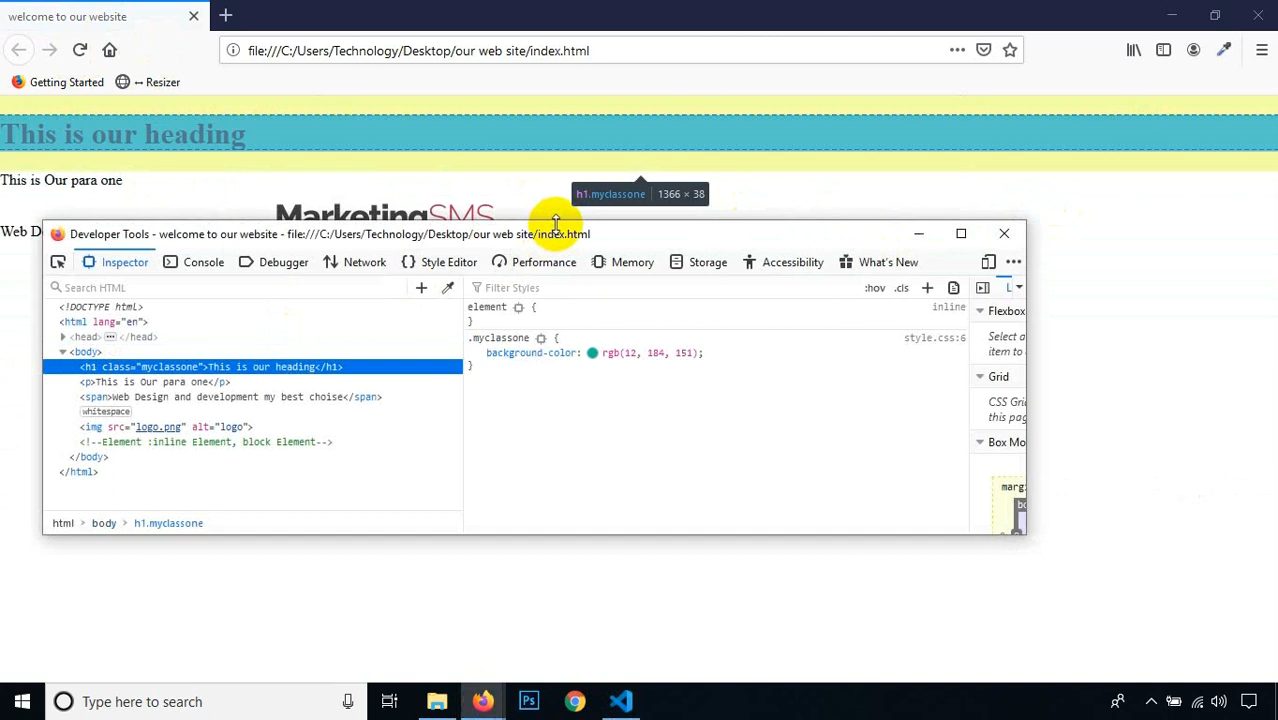 welcome to our website
file:///C:/Users/Technology/Desktop/our web site/index.html
Getting Started
↔ Resizer
This is our heading
This is Our para one
h1.myclassone 1366 × 38
MarketingSMS
Web D
Developer Tools - welcome to our website - file:///C:/Users/Technology/Desktop/our web site/index.html
Inspector Console Debugger Network Style Editor Performance Memory Storage Accessibility What's New
Search HTML
Filter Styles
:hov .cls
L
<!DOCTYPE html>
<html lang="en">
<head> ••• </head>
<body>
<h1 class="myclassone">This is our heading</h1>
<p>This is Our para one</p>
<span>Web Design and development my best choise</span>
whitespace
<img src="logo.png" alt="logo">
<!--Element :inline Element, block Element-->
</body>
</html>
html body h1.myclassone
element {
inline
}
.myclassone {
style.css:6
background-color: rgb(12, 184, 151);
}
Flexbox
Select a
item to
Grid
CSS Gri
this pag
Box Mo
margi
bo
Type here to search
Ps